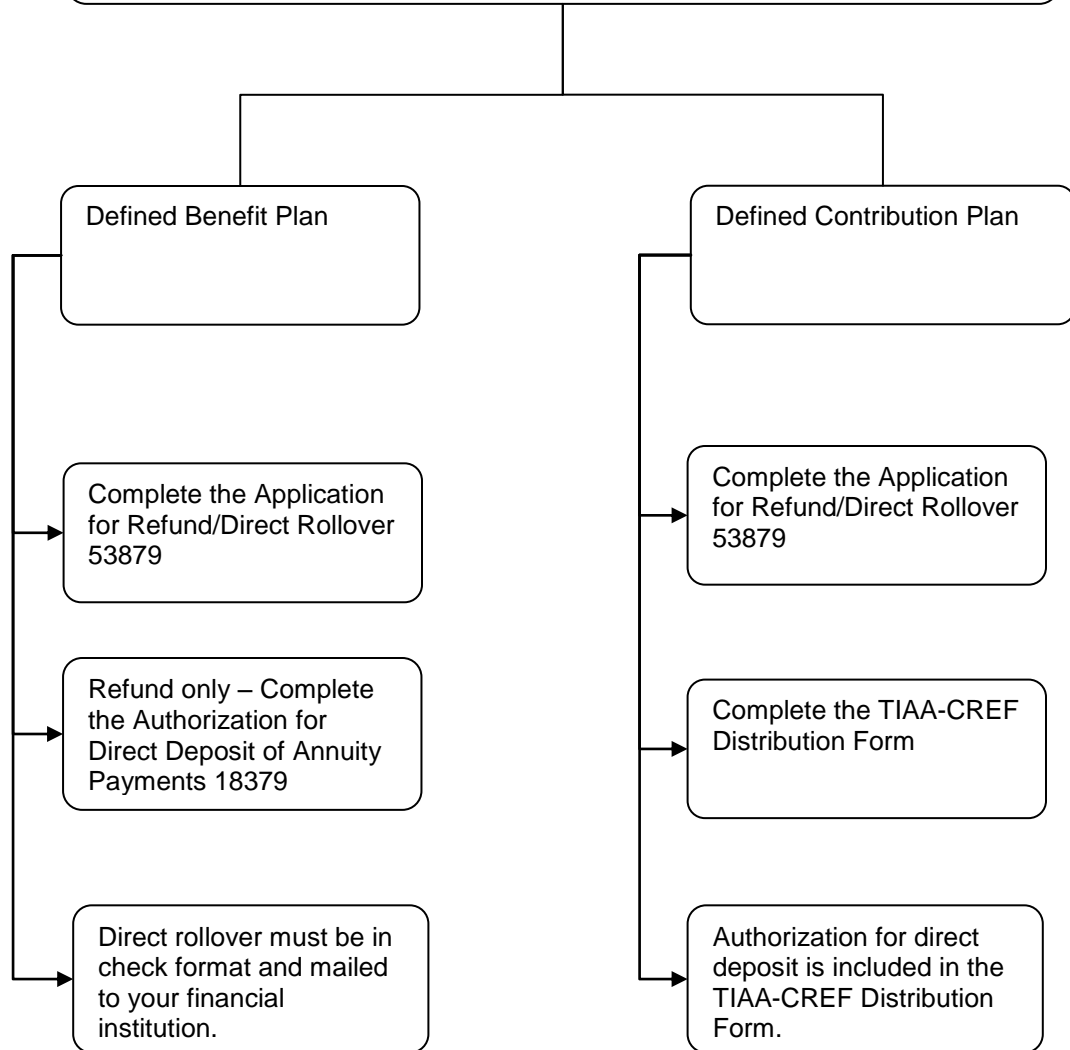 Defined Benefit Plan
Defined Contribution Plan
Complete the Application
for Refund/Direct Rollover
53879
Complete the Application
for Refund/Direct Rollover
53879
Refund only – Complete
the Authorization for
Direct Deposit of Annuity
Payments 18379
Complete the TIAA-CREF
Distribution Form
Direct rollover must be in
check format and mailed
to your financial
institution.
Authorization for direct
deposit is included in the
TIAA-CREF Distribution
Form.